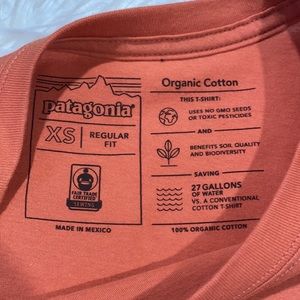 patagonia®
XS
REGULAR
FIT
FAIR TRADE
CERTIFIED
SEWING
MADE IN MEXICO
Organic Cotton
THIS T-SHIRT:
USES NO GMO SEEDS
OR TOXIC PESTICIDES
AND
BENEFITS SOIL QUALITY
AND BIODIVERSITY
SAVING
27 GALLONS
OF WATER
VS. A CONVENTIONAL
COTTON T-SHIRT
100% ORGANIC COTTON